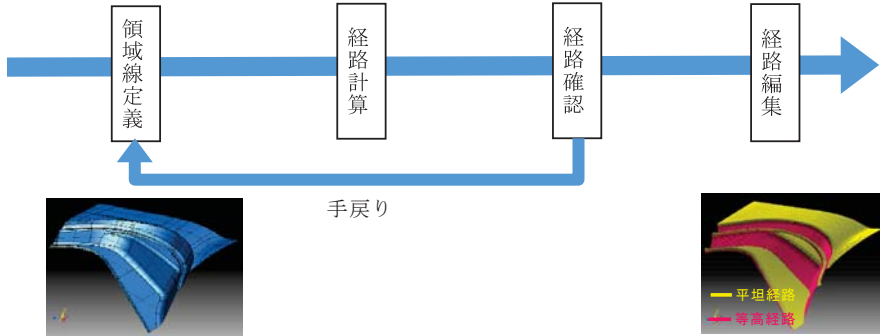 領域線定義
経路計算
経路確認
経路編集
手戻り
平坦経路
等高経路